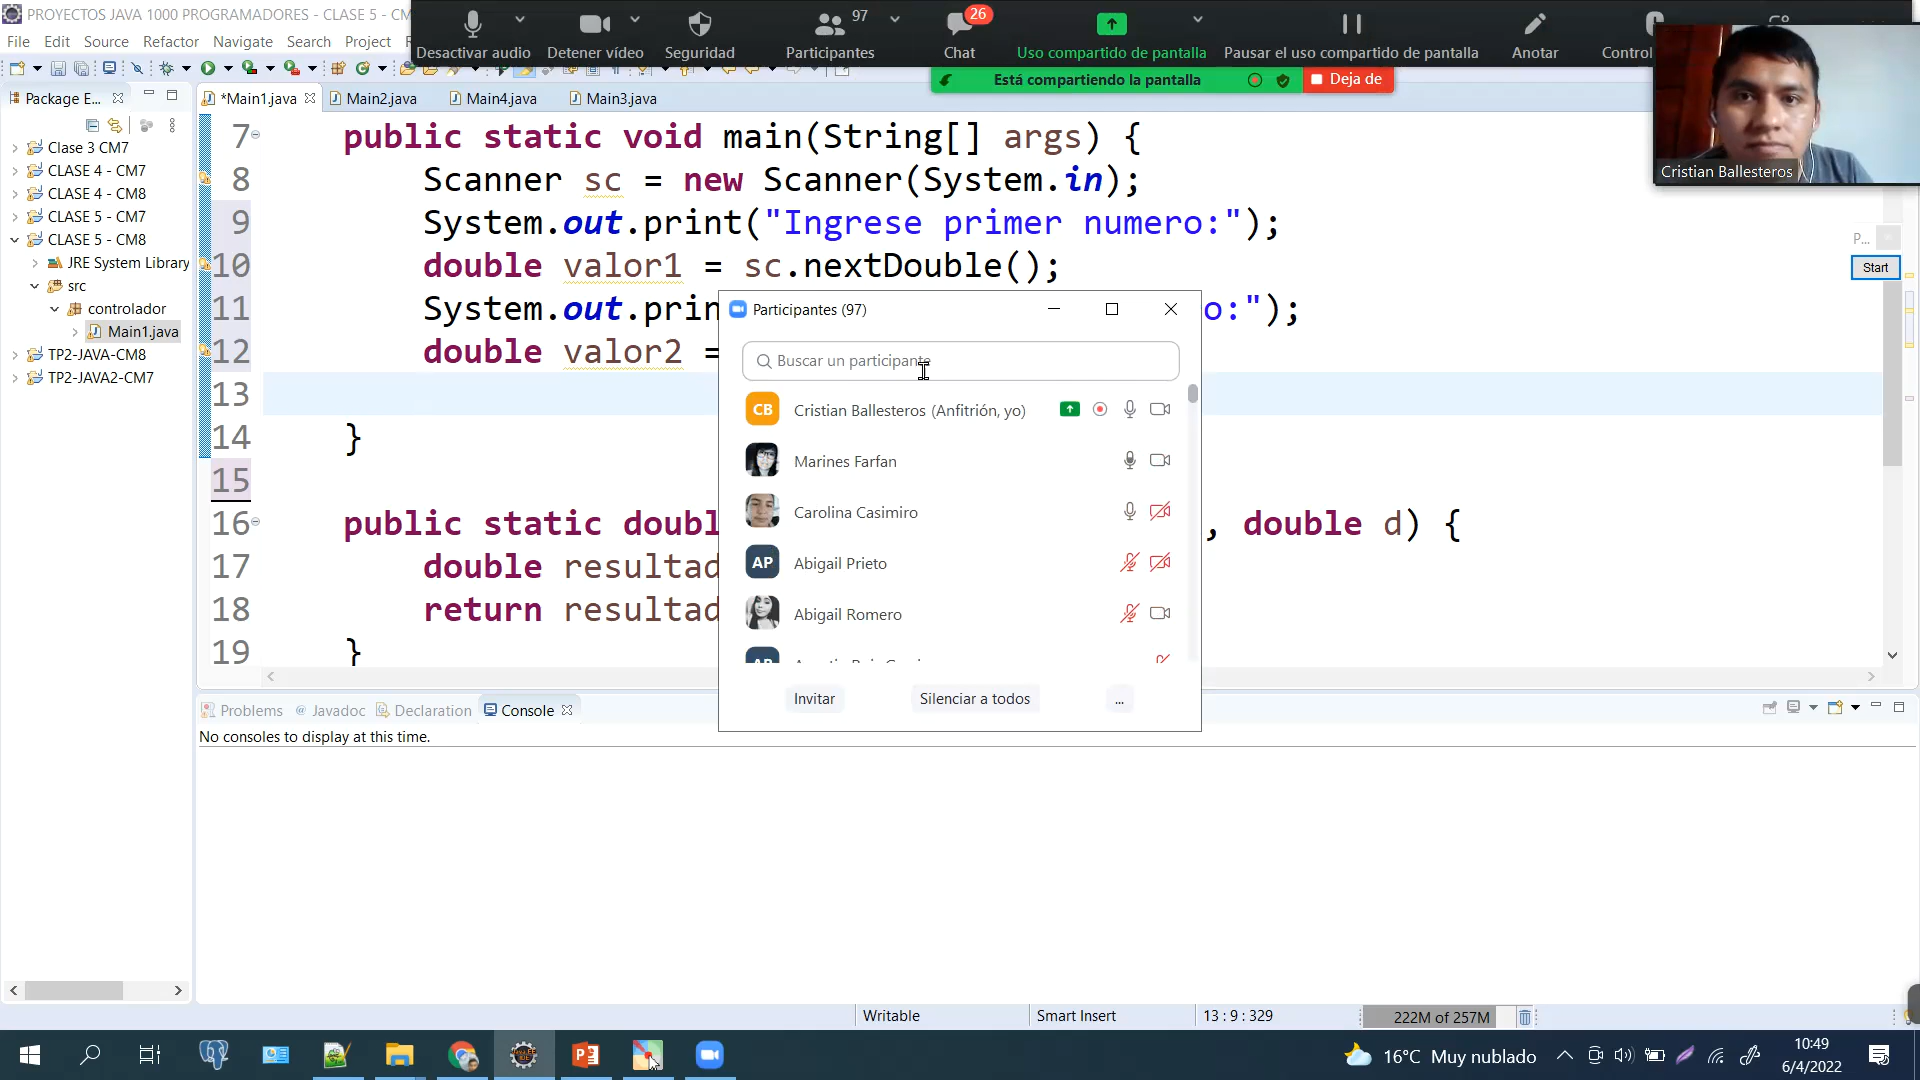 PROYECTOS JAVA 1000 PROGRAMADORES - CLASE 5 - CM
File Edit Source Refactor Navigate Search Project
Desactivar audio
Detener vídeo
Seguridad
97
Participantes
26
Chat
Uso compartido de pantalla
Pausar el uso compartido de pantalla
Anotar
Control
Está compartiendo la pantalla
Deja de
Cristian Ballesteros
Package E...
*Main1.java
Main2.java
Main4.java
Main3.java
Clase 3 CM7
CLASE 4 - CM7
CLASE 4 - CM8
CLASE 5 - CM7
CLASE 5 - CM8
JRE System Library
src
controlador
Main1.java
TP2-JAVA-CM8
TP2-JAVA2-CM7
7 public static void main(String[] args) {
8 Scanner sc = new Scanner(System.in);
9 System.out.print("Ingrese primer numero:");
10 double valor1 = sc.nextDouble();
11 System.out.prin o:");
12 double valor2 =
13
14 }
15
16 public static doubl , double d) {
17 double resultad
18 return resultad
19 }
P...
Start
Participantes (97)
Buscar un participante
CB Cristian Ballesteros (Anfitrión, yo)
Marines Farfan
Carolina Casimiro
AP Abigail Prieto
Abigail Romero
Invitar
Silenciar a todos
...
Problems
@ Javadoc
Declaration
Console
No consoles to display at this time.
Writable
Smart Insert
13 : 9 : 329
222M of 257M
16°C Muy nublado
10:49
6/4/2022